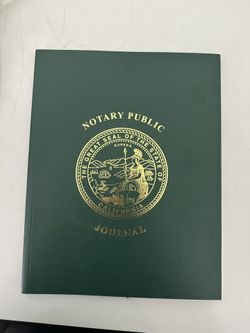 NOTARY PUBLIC
THE GREAT SEAL OF THE STATE OF CALIFORNIA
EUREKA
JOURNAL